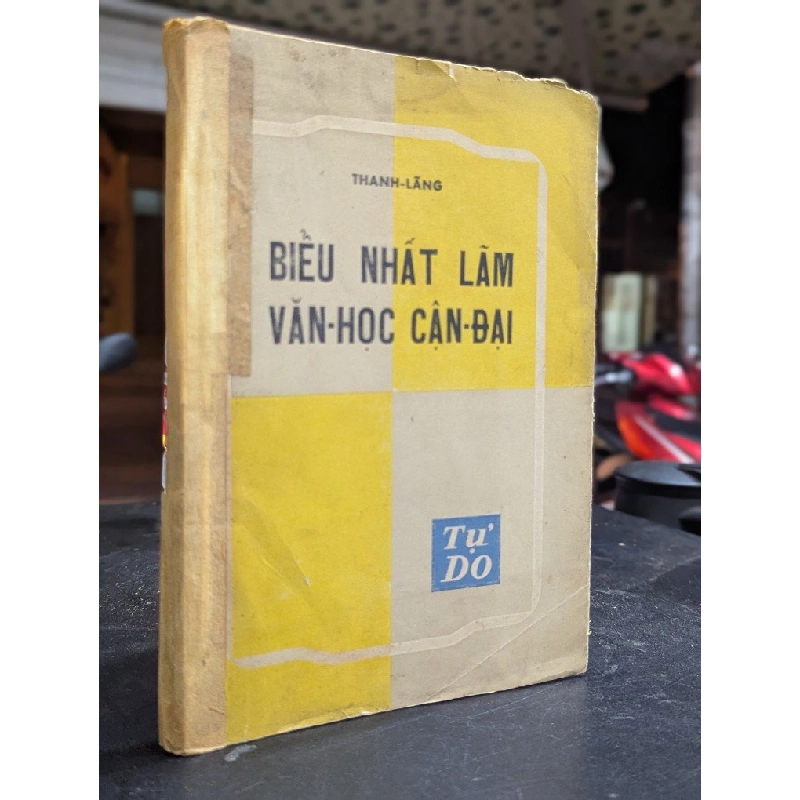 THANH-LÃNG
BIỂU NHẤT LÃM
VĂN-HỌC CẬN-ĐẠI
Tự
DO